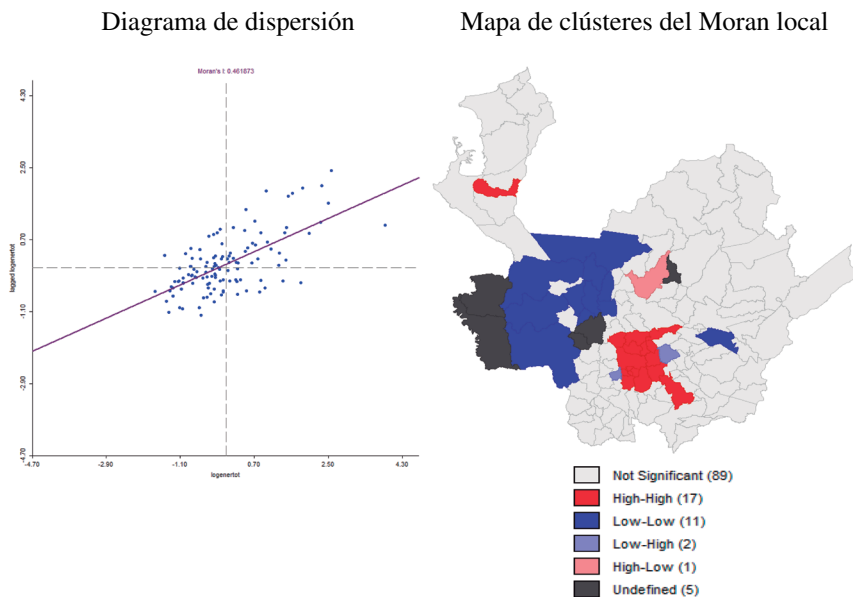 Diagrama de dispersión
Mapa de clústeres del Moran local
Moran's I: 0.461673
4.30
2.50
0.70
-1.10
-2.90
-4.70
lagged logenertot
-4.70 -2.90 -1.10 0.70 2.50 4.30
logenertot
Not Significant (89)
High-High (17)
Low-Low (11)
Low-High (2)
High-Low (1)
Undefined (5)